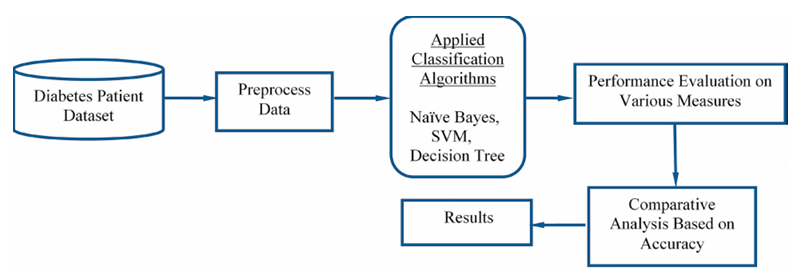 Diabetes Patient
Dataset
Preprocess
Data
Applied
Classification
Algorithms
Naïve Bayes,
SVM,
Decision Tree
Performance Evaluation on
Various Measures
Comparative
Analysis Based on
Accuracy
Results